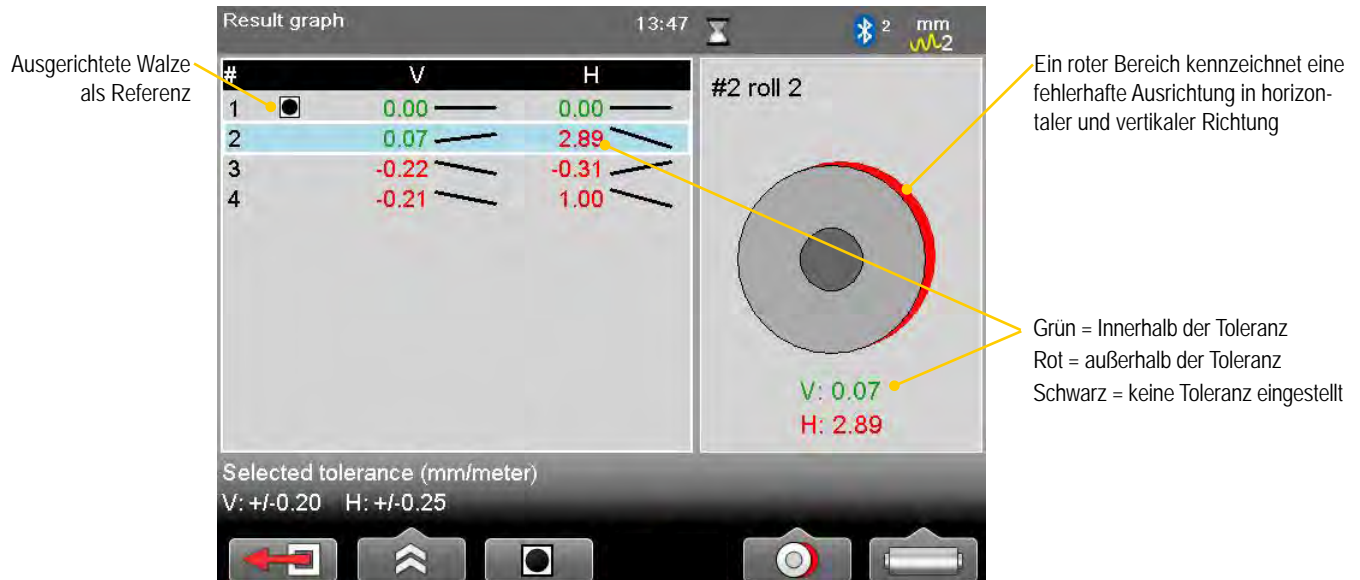 Result graph 13:47 2 mm 2
Ausgerichtete Walze
als Referenz
# V H
1 0.00 0.00
2 0.07 2.89
3 -0.22 -0.31
4 -0.21 1.00
#2 roll 2
V: 0.07
H: 2.89
Ein roter Bereich kennzeichnet eine
fehlerhafte Ausrichtung in horizon-
taler und vertikaler Richtung
Grün = Innerhalb der Toleranz
Rot = außerhalb der Toleranz
Schwarz = keine Toleranz eingestellt
Selected tolerance (mm/meter)
V: +/-0.20 H: +/-0.25